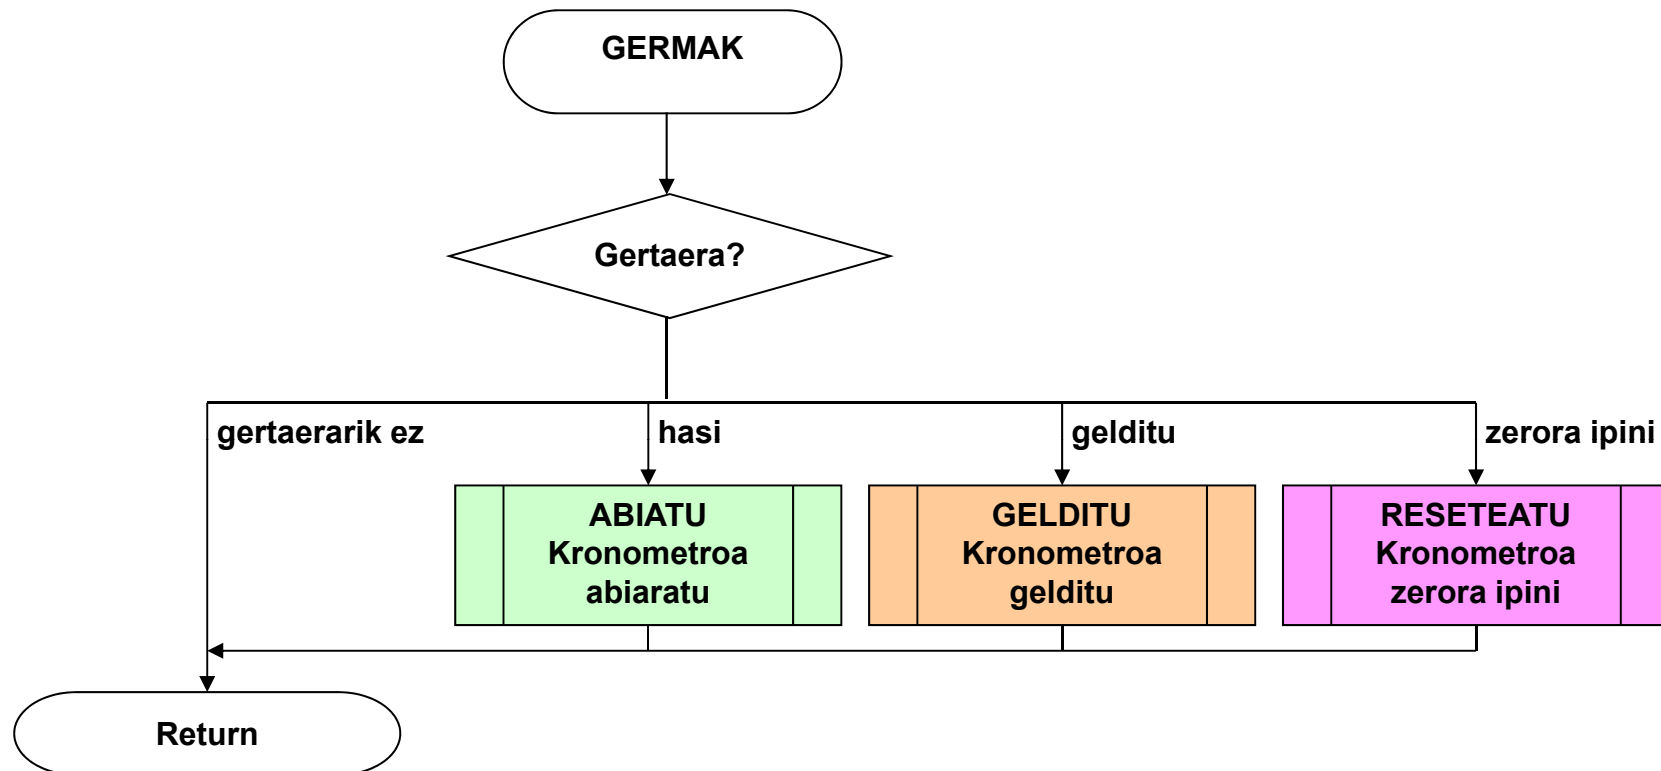 GERMAK
Gertaera?
gertaerarik ez
hasi
gelditu
zerora ipini
ABIATU
Kronometroa
abiaratu
GELDITU
Kronometroa
gelditu
RESETEATU
Kronometroa
zerora ipini
Return